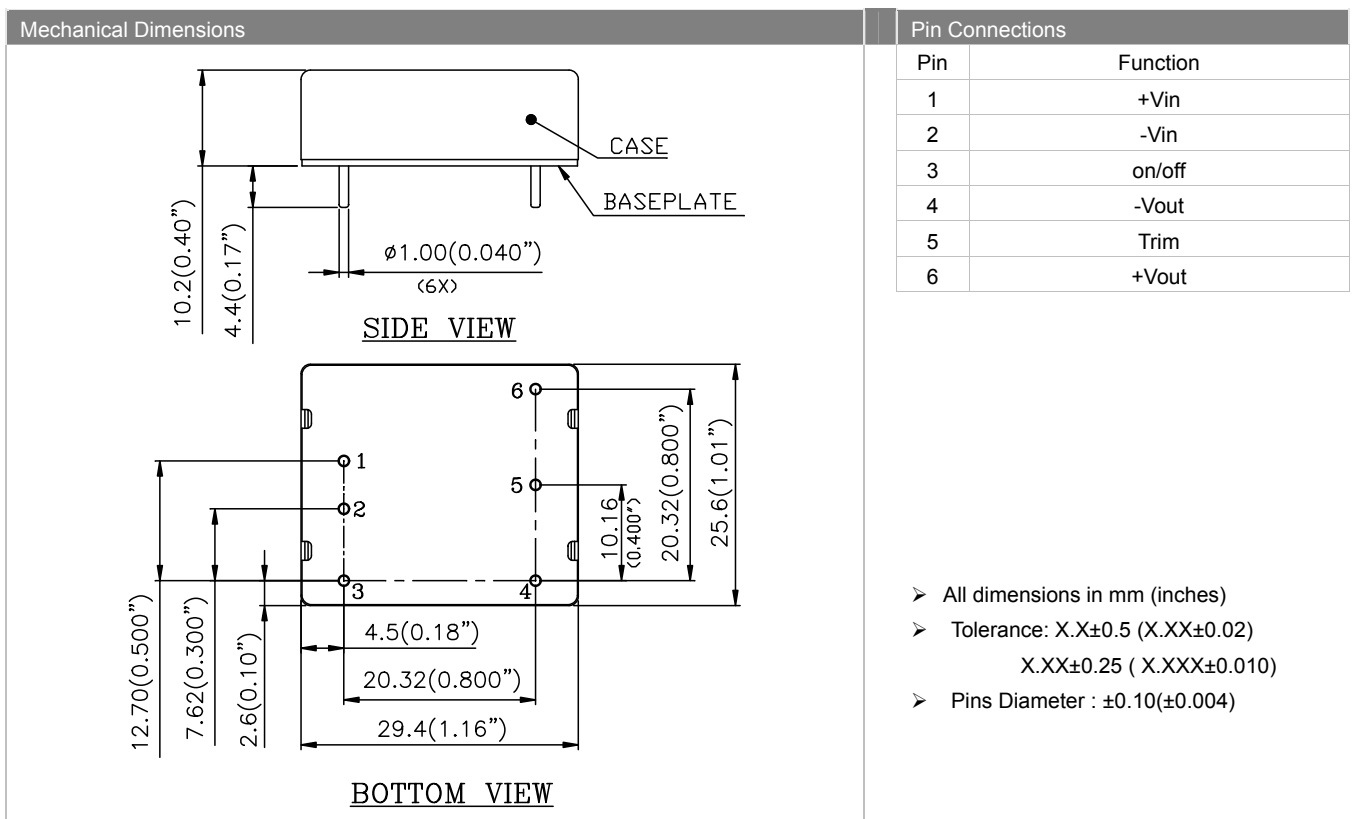 Mechanical Dimensions
CASE
BASEPLATE
10.2(0.40”)
4.4(0.17”)
ø1.00(0.040”)
(6X)
SIDE VIEW
6
1
5
2
3
4
10.16
(0.400”)
20.32(0.800”)
25.6(1.01”)
12.70(0.500”)
7.62(0.300”)
2.6(0.10”)
4.5(0.18”)
20.32(0.800”)
29.4(1.16”)
BOTTOM VIEW
Pin Connections
Pin Function
1 +Vin
2 -Vin
3 on/off
4 -Vout
5 Trim
6 +Vout
➢ All dimensions in mm (inches)
➢ Tolerance: X.X±0.5 (X.XX±0.02)
X.XX±0.25 ( X.XXX±0.010)
➢ Pins Diameter : ±0.10(±0.004)